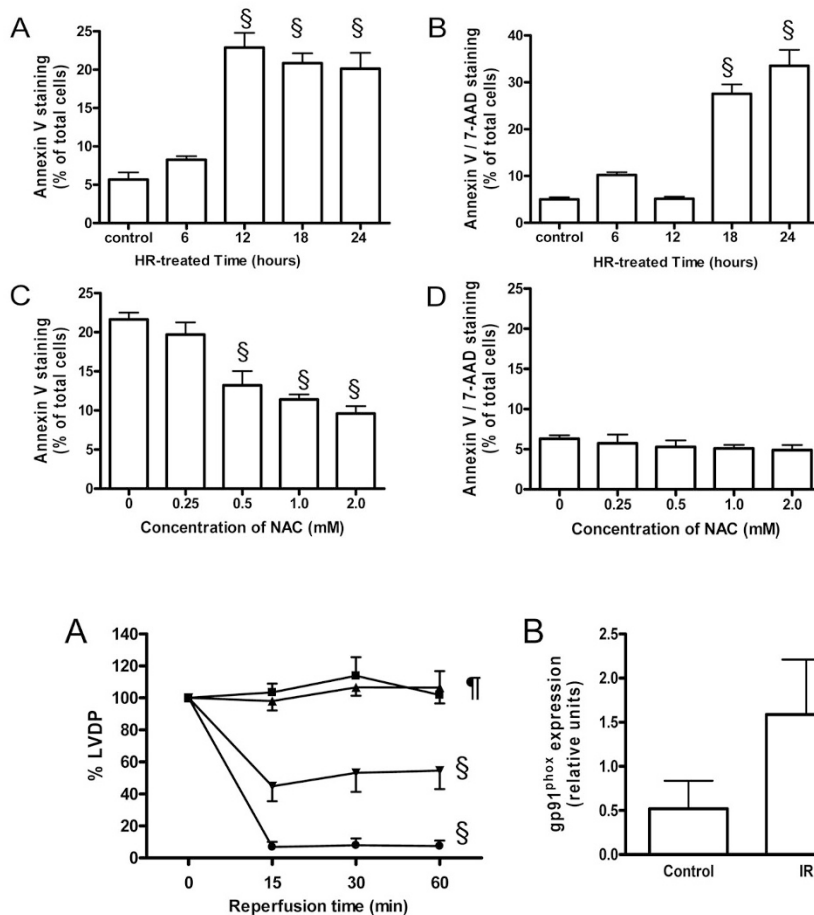 A
Annexin V staining
(% of total cells)
25
20
15
10
5
0
§
§
§
control
6
12
18
24
HR-treated Time (hours)
B
Annexin V / 7-AAD staining
(% of total cells)
40
30
20
10
0
§
§
control
6
12
18
24
HR-treated Time (hours)
C
Annexin V staining
(% of total cells)
25
20
15
10
5
0
§
§
§
0
0.25
0.5
1.0
2.0
Concentration of NAC (mM)
D
Annexin V / 7-AAD staining
(% of total cells)
25
20
15
10
5
0
0
0.25
0.5
1.0
2.0
Concentration of NAC (mM)
A
% LVDP
140
120
100
80
60
40
20
0
¶
§
§
0
15
30
60
Reperfusion time (min)
B
gp91phox expression
(relative units)
2.5
2.0
1.5
1.0
0.5
0.0
Control
IR